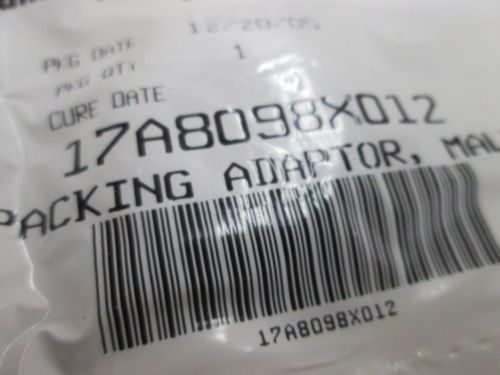 PKG DATE: 12/20/05
PKG QTY: 1
CURE DATE:
17A8098X012
PACKING ADAPTOR, MAL
17A8098X012